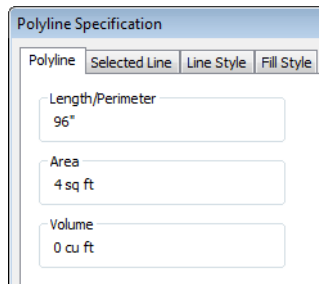 Polyline Specification
Polyline Selected Line Line Style Fill Style
Length/Perimeter
96"
Area
4 sq ft
Volume
0 cu ft